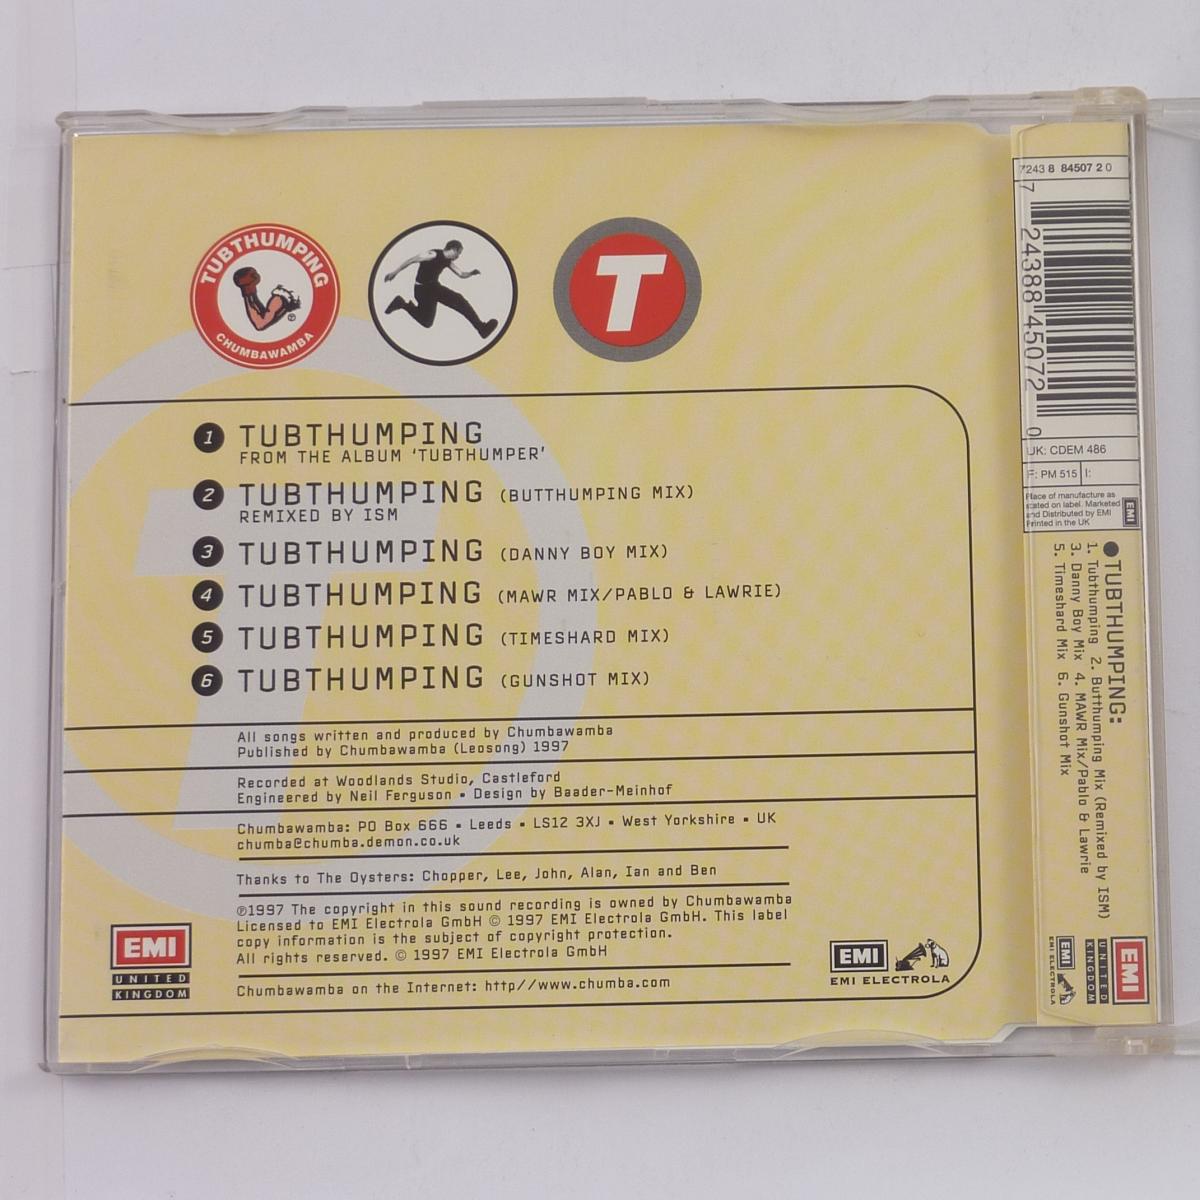 TUBTHUMPING
CHUMBAWAMBA
®
T
1 TUBTHUMPING
FROM THE ALBUM 'TUBTHUMPER'
2 TUBTHUMPING (BUTTHUMPING MIX)
REMIXED BY ISM
3 TUBTHUMPING (DANNY BOY MIX)
4 TUBTHUMPING (MAWR MIX/PABLO & LAWRIE)
5 TUBTHUMPING (TIMESHARD MIX)
6 TUBTHUMPING (GUNSHOT MIX)
All songs written and produced by Chumbawamba
Published by Chumbawamba (Leosong) 1997
Recorded at Woodlands Studio, Castleford
Engineered by Neil Ferguson ▪ Design by Baader-Meinhof
Chumbawamba: PO Box 666 ▪ Leeds ▪ LS12 3XJ ▪ West Yorkshire ▪ UK
chumba@chumba.demon.co.uk
Thanks to The Oysters: Chopper, Lee, John, Alan, Ian and Ben
℗1997 The copyright in this sound recording is owned by Chumbawamba
Licensed to EMI Electrola GmbH © 1997 EMI Electrola GmbH. This label
copy information is the subject of copyright protection.
All rights reserved. © 1997 EMI Electrola GmbH
Chumbawamba on the Internet: http//www.chumba.com
EMI
UNITED
KINGDOM
EMI
EMI ELECTROLA
7243 8 84507 2 0
7 24388 45072 0
UK: CDEM 486
F: PM 515 I:
Place of manufacture as
stated on label. Marketed
and Distributed by EMI
Printed in the UK
EMI
●TUBTHUMPING:
1. Tubthumping 2. Butthumping Mix (Remixed by ISM)
3. Danny Boy Mix 4. MAWR Mix/Pablo & Lawrie
5. Timeshard Mix 6. Gunshot Mix
EMI
UNITED
KINGDOM
EMI
EMI ELECTROLA